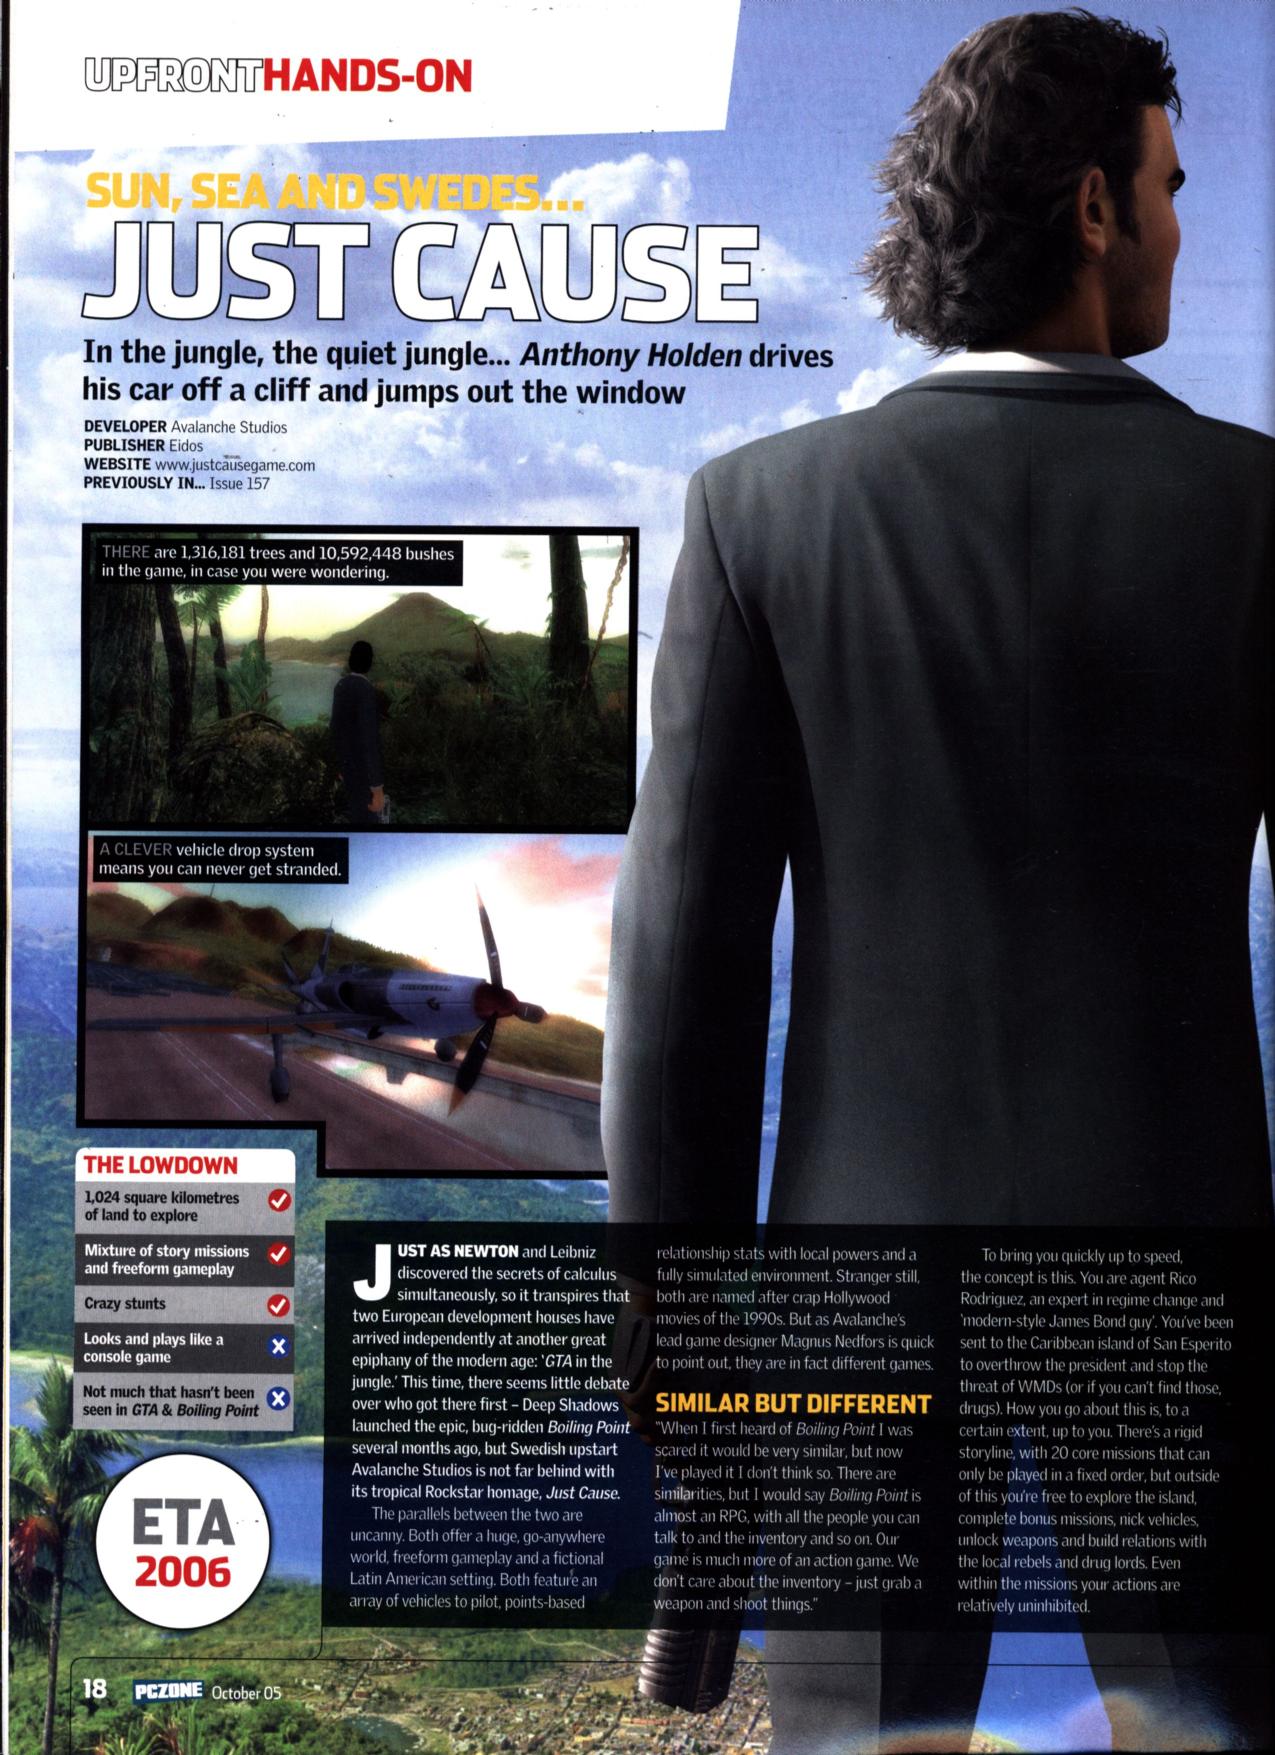 UPFRONTHANDS-ON
SUN, SEA AND SWEDES...
JUST CAUSE
In the jungle, the quiet jungle... Anthony Holden drives
his car off a cliff and jumps out the window
DEVELOPER Avalanche Studios
PUBLISHER Eidos
WEBSITE www.justcausegame.com
PREVIOUSLY IN... Issue 157
THERE are 1,316,181 trees and 10,592,448 bushes
in the game, in case you were wondering.
A CLEVER vehicle drop system
means you can never get stranded.
THE LOWDOWN
1,024 square kilometres
of land to explore
Mixture of story missions
and freeform gameplay
Crazy stunts
Looks and plays like a
console game
Not much that hasn't been
seen in GTA & Boiling Point
ETA
2006
JUST AS NEWTON and Leibniz
discovered the secrets of calculus
simultaneously, so it transpires that
two European development houses have
arrived independently at another great
epiphany of the modern age: 'GTA in the
jungle.' This time, there seems little debate
over who got there first – Deep Shadows
launched the epic, bug-ridden Boiling Point
several months ago, but Swedish upstart
Avalanche Studios is not far behind with
its tropical Rockstar homage, Just Cause.
The parallels between the two are
uncanny. Both offer a huge, go-anywhere
world, freeform gameplay and a fictional
Latin American setting. Both feature an
array of vehicles to pilot, points-based
relationship stats with local powers and a
fully simulated environment. Stranger still,
both are named after crap Hollywood
movies of the 1990s. But as Avalanche's
lead game designer Magnus Nedfors is quick
to point out, they are in fact different games.
SIMILAR BUT DIFFERENT
"When I first heard of Boiling Point I was
scared it would be very similar, but now
I've played it I don't think so. There are
similarities, but I would say Boiling Point is
almost an RPG, with all the people you can
talk to and the inventory and so on. Our
game is much more of an action game. We
don't care about the inventory – just grab a
weapon and shoot things."
To bring you quickly up to speed,
the concept is this. You are agent Rico
Rodriguez, an expert in regime change and
'modern-style James Bond guy'. You've been
sent to the Caribbean island of San Esperito
to overthrow the president and stop the
threat of WMDs (or if you can't find those,
drugs). How you go about this is, to a
certain extent, up to you. There's a rigid
storyline, with 20 core missions that can
only be played in a fixed order, but outside
of this you're free to explore the island,
complete bonus missions, nick vehicles,
unlock weapons and build relations with
the local rebels and drug lords. Even
within the missions your actions are
relatively uninhibited.
18 PCZONE October 05